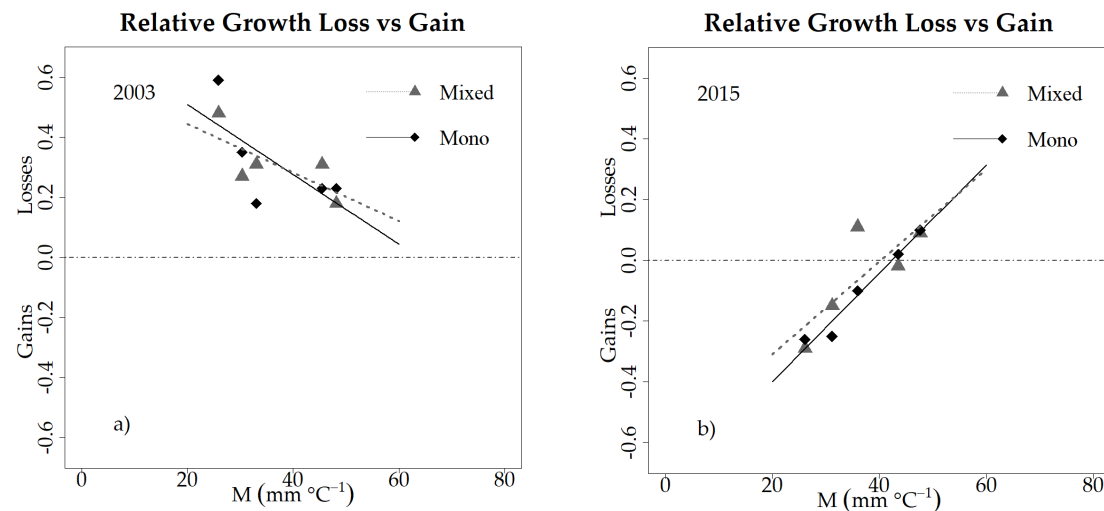 Relative Growth Loss vs Gain
2003
Mixed
Mono
Losses
Gains
0.6
0.4
0.2
0.0
-0.2
-0.4
-0.6
a)
0 20 40 60 80
M (mm °C⁻¹)
Relative Growth Loss vs Gain
2015
Mixed
Mono
Losses
Gains
0.6
0.4
0.2
0.0
-0.2
-0.4
-0.6
b)
0 20 40 60 80
M (mm °C⁻¹)